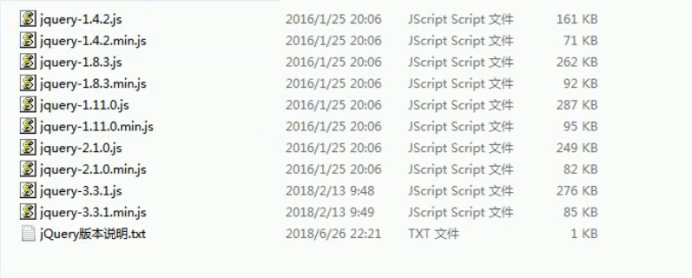 jquery-1.4.2.js 2016/1/25 20:06 JScript Script 文件 161 KB
jquery-1.4.2.min.js 2016/1/25 20:06 JScript Script 文件 71 KB
jquery-1.8.3.js 2016/1/25 20:06 JScript Script 文件 262 KB
jquery-1.8.3.min.js 2016/1/25 20:06 JScript Script 文件 92 KB
jquery-1.11.0.js 2016/1/25 20:06 JScript Script 文件 287 KB
jquery-1.11.0.min.js 2016/1/25 20:06 JScript Script 文件 95 KB
jquery-2.1.0.js 2016/1/25 20:06 JScript Script 文件 249 KB
jquery-2.1.0.min.js 2016/1/25 20:06 JScript Script 文件 82 KB
jquery-3.3.1.js 2018/2/13 9:48 JScript Script 文件 276 KB
jquery-3.3.1.min.js 2018/2/13 9:49 JScript Script 文件 85 KB
jQuery版本说明.txt 2018/6/26 22:21 TXT 文件 1 KB